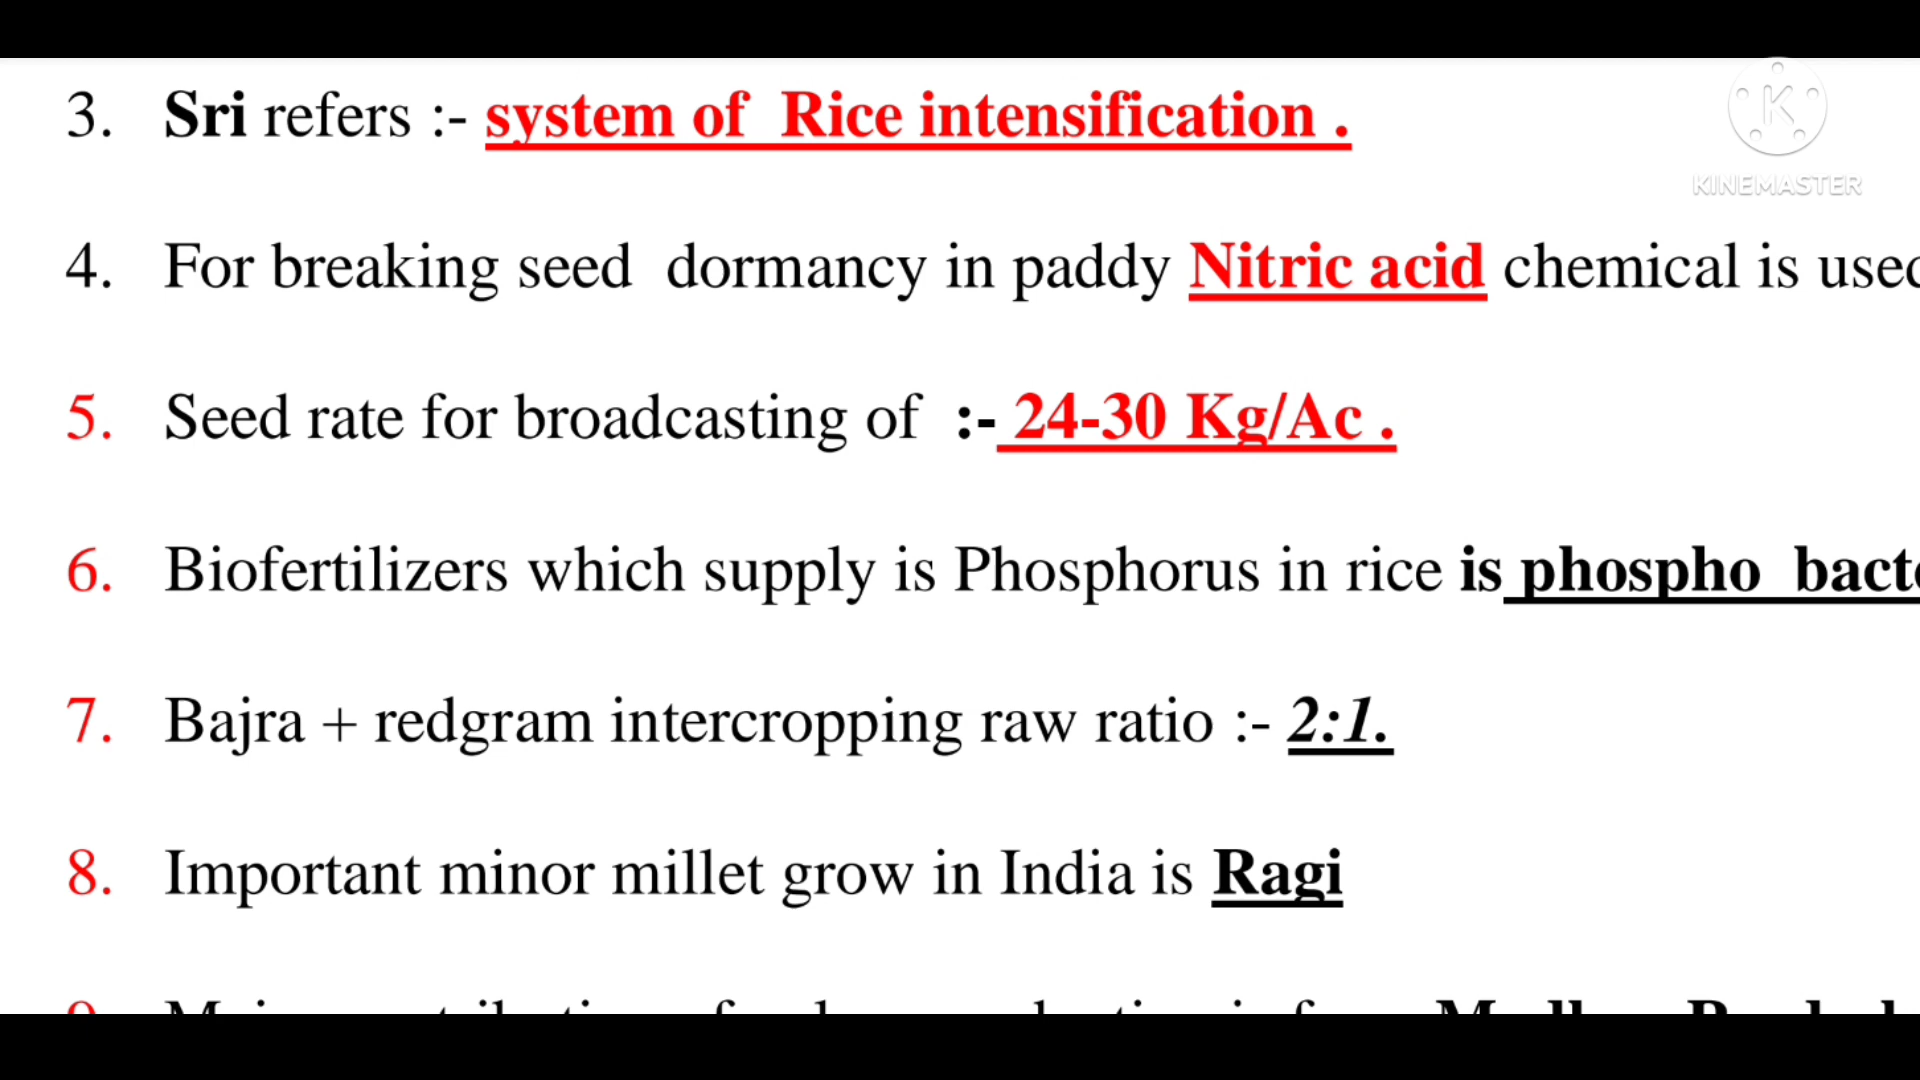 3. Sri refers :- system of Rice intensification .
KINEMASTER
4. For breaking seed dormancy in paddy Nitric acid chemical is used
5. Seed rate for broadcasting of :- 24-30 Kg/Ac .
6. Biofertilizers which supply is Phosphorus in rice is phospho
7. Bajra + redgram intercropping raw ratio :- 2:1.
8. Important minor millet grow in India is Ragi